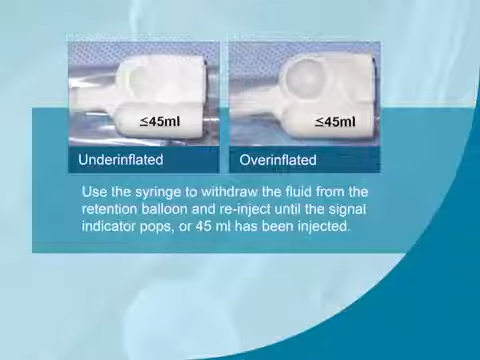 ≤45ml
≤45ml
Underinflated
Overinflated
Use the syringe to withdraw the fluid from the
retention balloon and re-inject until the signal
indicator pops, or 45 ml has been injected.